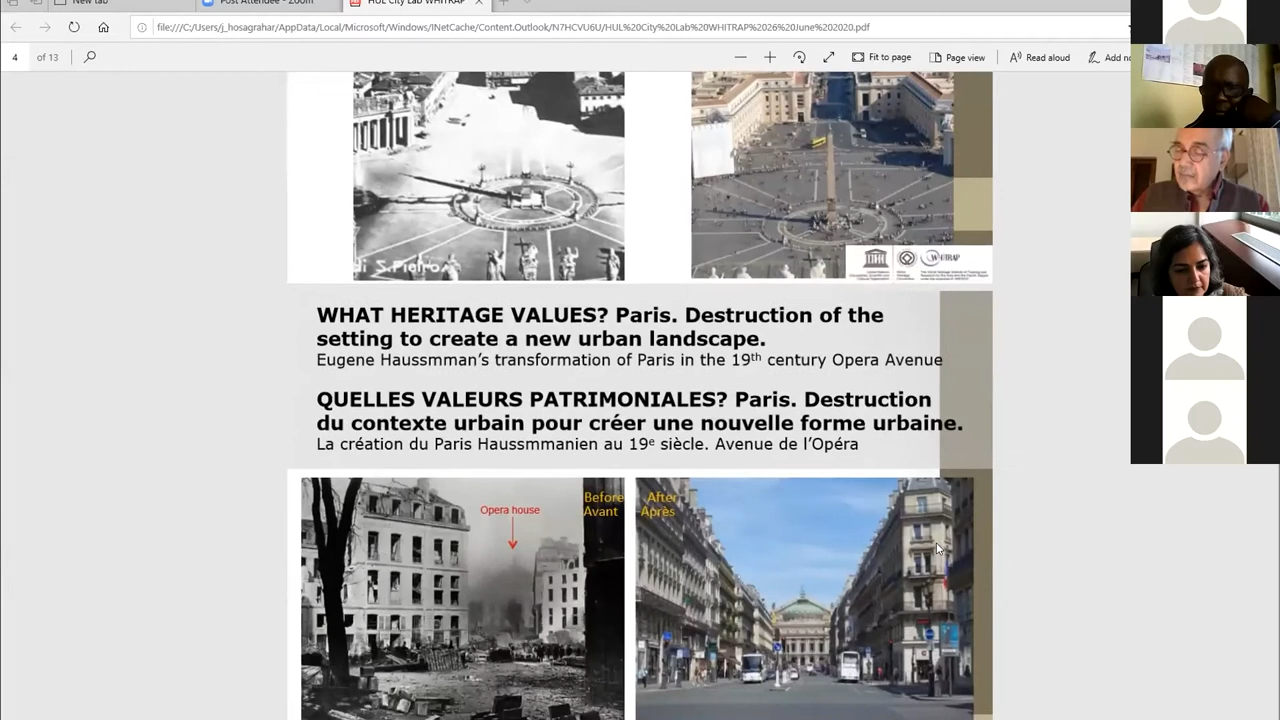 New tab
Post Attendee - Zoom
HUL City Lab WHITRAP
file:///C:/Users/j_hosagrahar/AppData/Local/Microsoft/Windows/INetCache/Content.Outlook/N7HCVU6U/HUL%20City%20Lab%20WHITRAP%2026%20June%202020.pdf
4 of 13
Fit to page
Page view
Read aloud
Add no
di S. Pietro
WHITRAP
WHAT HERITAGE VALUES? Paris. Destruction of the
setting to create a new urban landscape.
Eugene Haussmman's transformation of Paris in the 19th century Opera Avenue
QUELLES VALEURS PATRIMONIALES? Paris. Destruction
du contexte urbain pour créer une nouvelle forme urbaine.
La création du Paris Haussmmanien au 19e siècle. Avenue de l'Opéra
Opera house
Before
Avant
After
Après